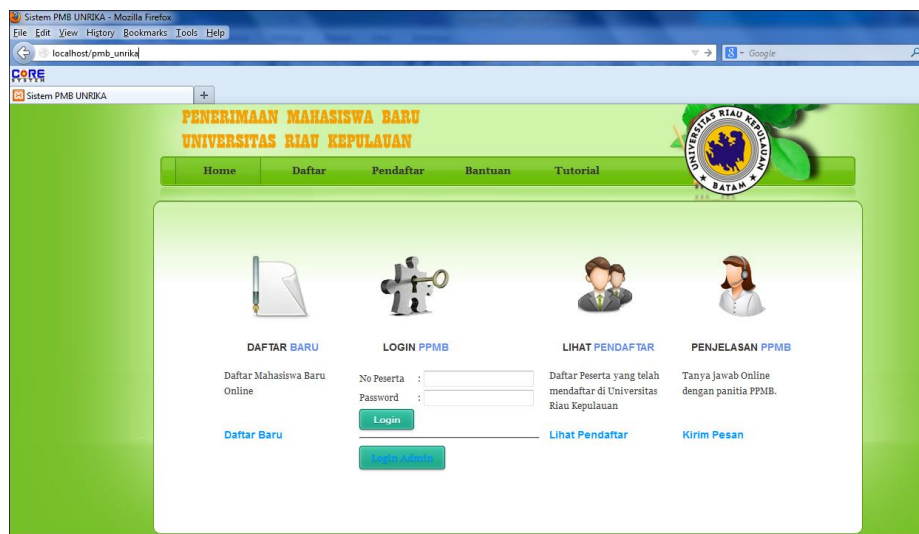 Sistem PMB UNRIKA - Mozilla Firefox
File Edit View History Bookmarks Tools Help
localhost/pmb_unrika
Google
CORE
SYSTEM
Sistem PMB UNRIKA
PENERIMAAN MAHASISWA BARU
UNIVERSITAS RIAU KEPULAUAN
UNIVERSITAS RIAU KEPULAUAN
BATAM
Home Daftar Pendaftar Bantuan Tutorial
DAFTAR BARU
Daftar Mahasiswa Baru
Online
Daftar Baru
LOGIN PPMB
No Peserta :
Password :
Login
Login Admin
LIHAT PENDAFTAR
Daftar Peserta yang telah
mendaftar di Universitas
Riau Kepulauan
Lihat Pendaftar
PENJELASAN PPMB
Tanya jawab Online
dengan panitia PPMB.
Kirim Pesan